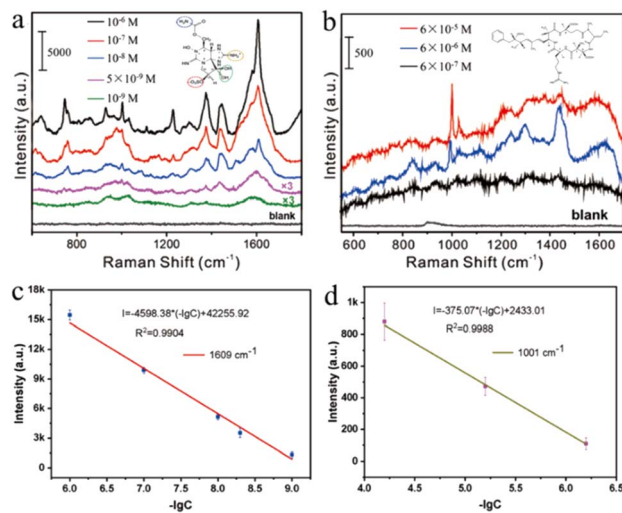 a
5000
10⁻⁶ M
10⁻⁷ M
10⁻⁸ M
5×10⁻⁹ M
10⁻⁹ M
×3
×3
blank
Intensity (a.u.)
800 1200 1600
Raman Shift (cm⁻¹)
b
500
6×10⁻⁵ M
6×10⁻⁶ M
6×10⁻⁷ M
blank
Intensity (a.u.)
600 800 1000 1200 1400 1600
Raman Shift (cm⁻¹)
c
I=-4598.38*(-lgC)+42255.92
R²=0.9904
1609 cm⁻¹
18k
15k
12k
9k
6k
3k
0
Intensity (a.u.)
6.0 6.5 7.0 7.5 8.0 8.5 9.0
-lgC
d
I=-375.07*(-lgC)+2433.01
R²=0.9988
1001 cm⁻¹
1k
800
600
400
200
0
Intensity (a.u.)
4.0 4.5 5.0 5.5 6.0 6.5
-lgC